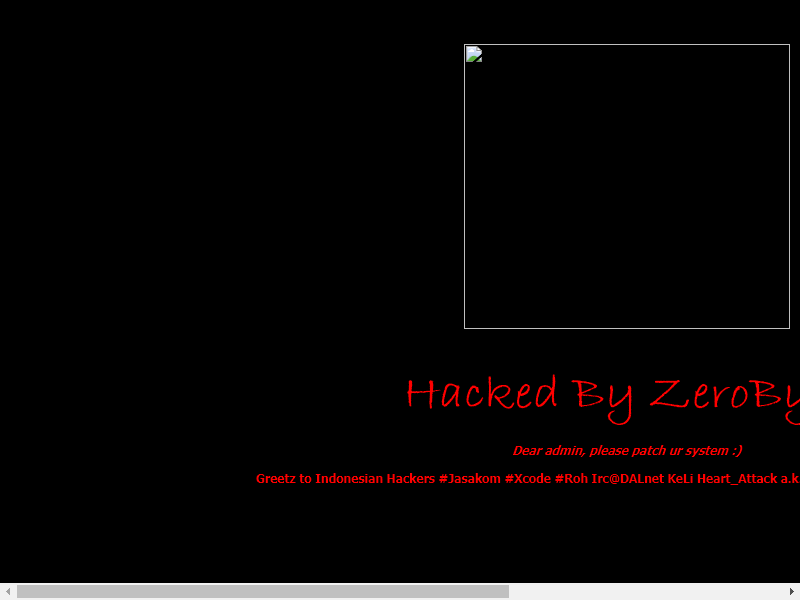 Hacked By ZeroBy
Dear admin, please patch ur system :)
Greetz to Indonesian Hackers #Jasakom #Xcode #Roh Irc@DALnet KeLi Heart_Attack a.k